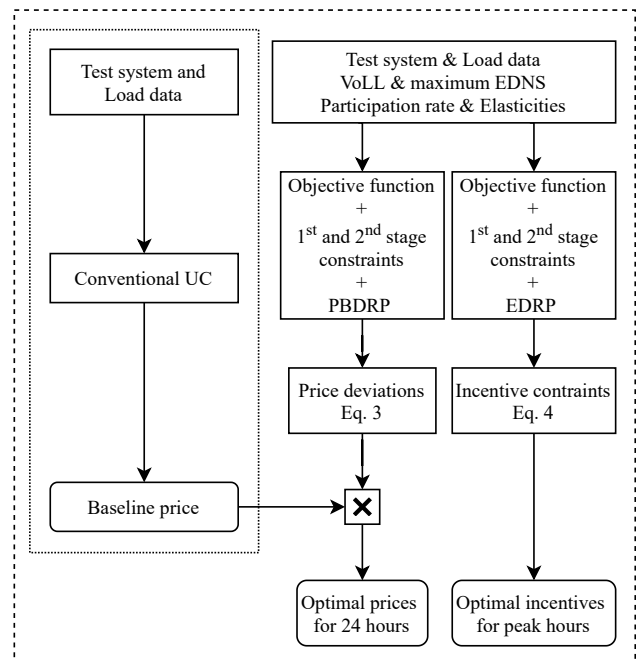 Test system and
Load data
Conventional UC
Baseline price
Test system & Load data
VoLL & maximum EDNS
Participation rate & Elasticities
Objective function
+
1st and 2nd stage
constraints
+
PBDRP
Price deviations
Eq. 3
Optimal prices
for 24 hours
Objective function
+
1st and 2nd stage
constraints
+
EDRP
Incentive contraints
Eq. 4
Optimal incentives
for peak hours